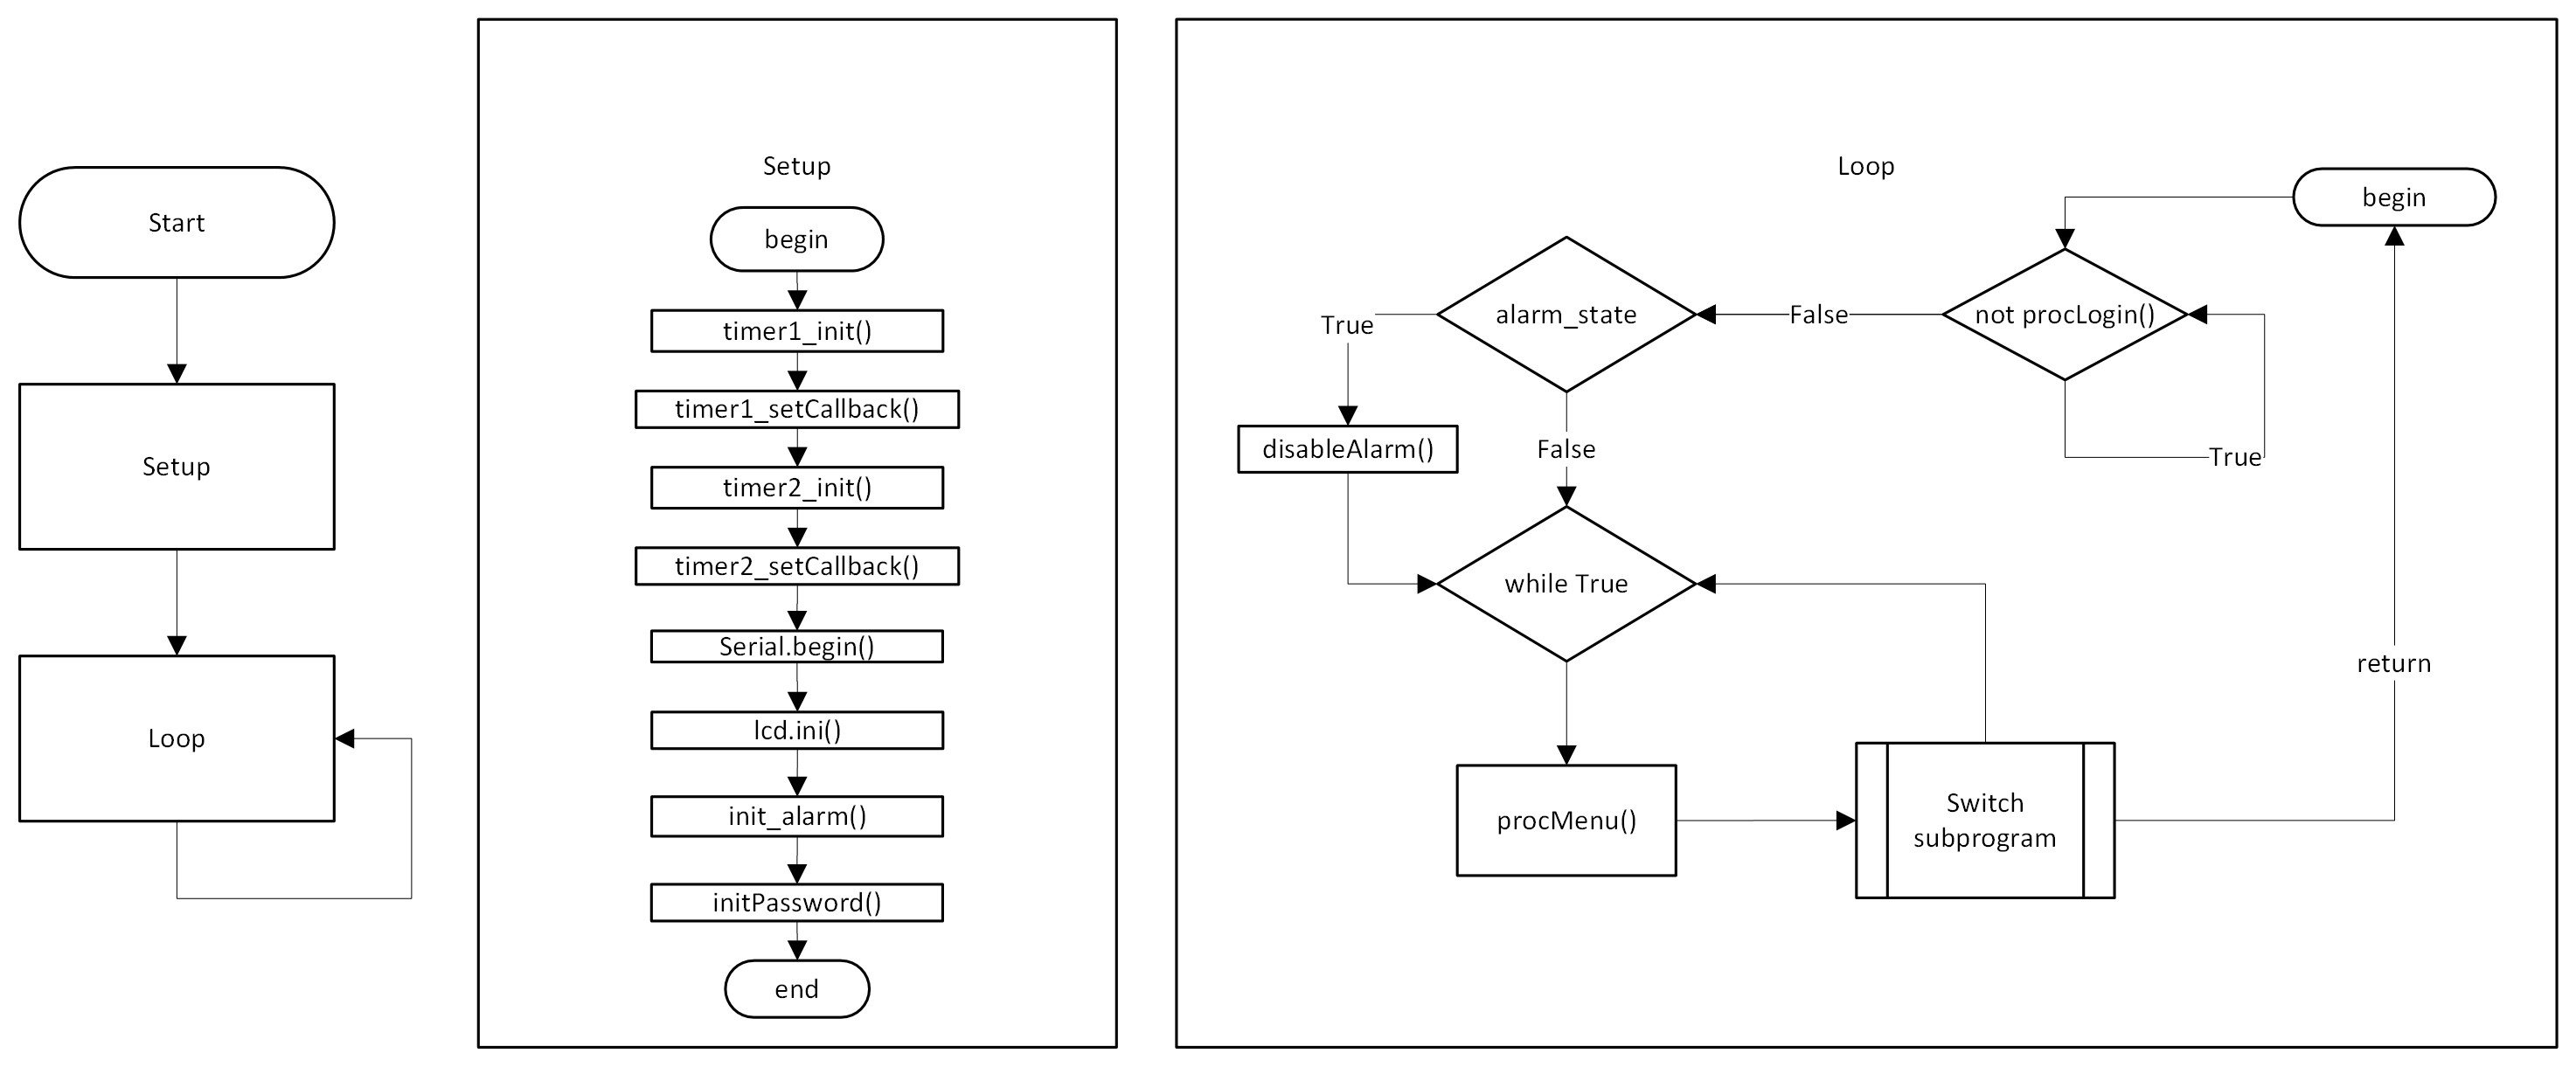 Start
Setup
Loop
Setup
begin
timer1_init()
timer1_setCallback()
timer2_init()
timer2_setCallback()
Serial.begin()
lcd.ini()
init_alarm()
initPassword()
end
Loop
begin
not procLogin()
True
False
alarm_state
True
disableAlarm()
False
while True
procMenu()
Switch
subprogram
return